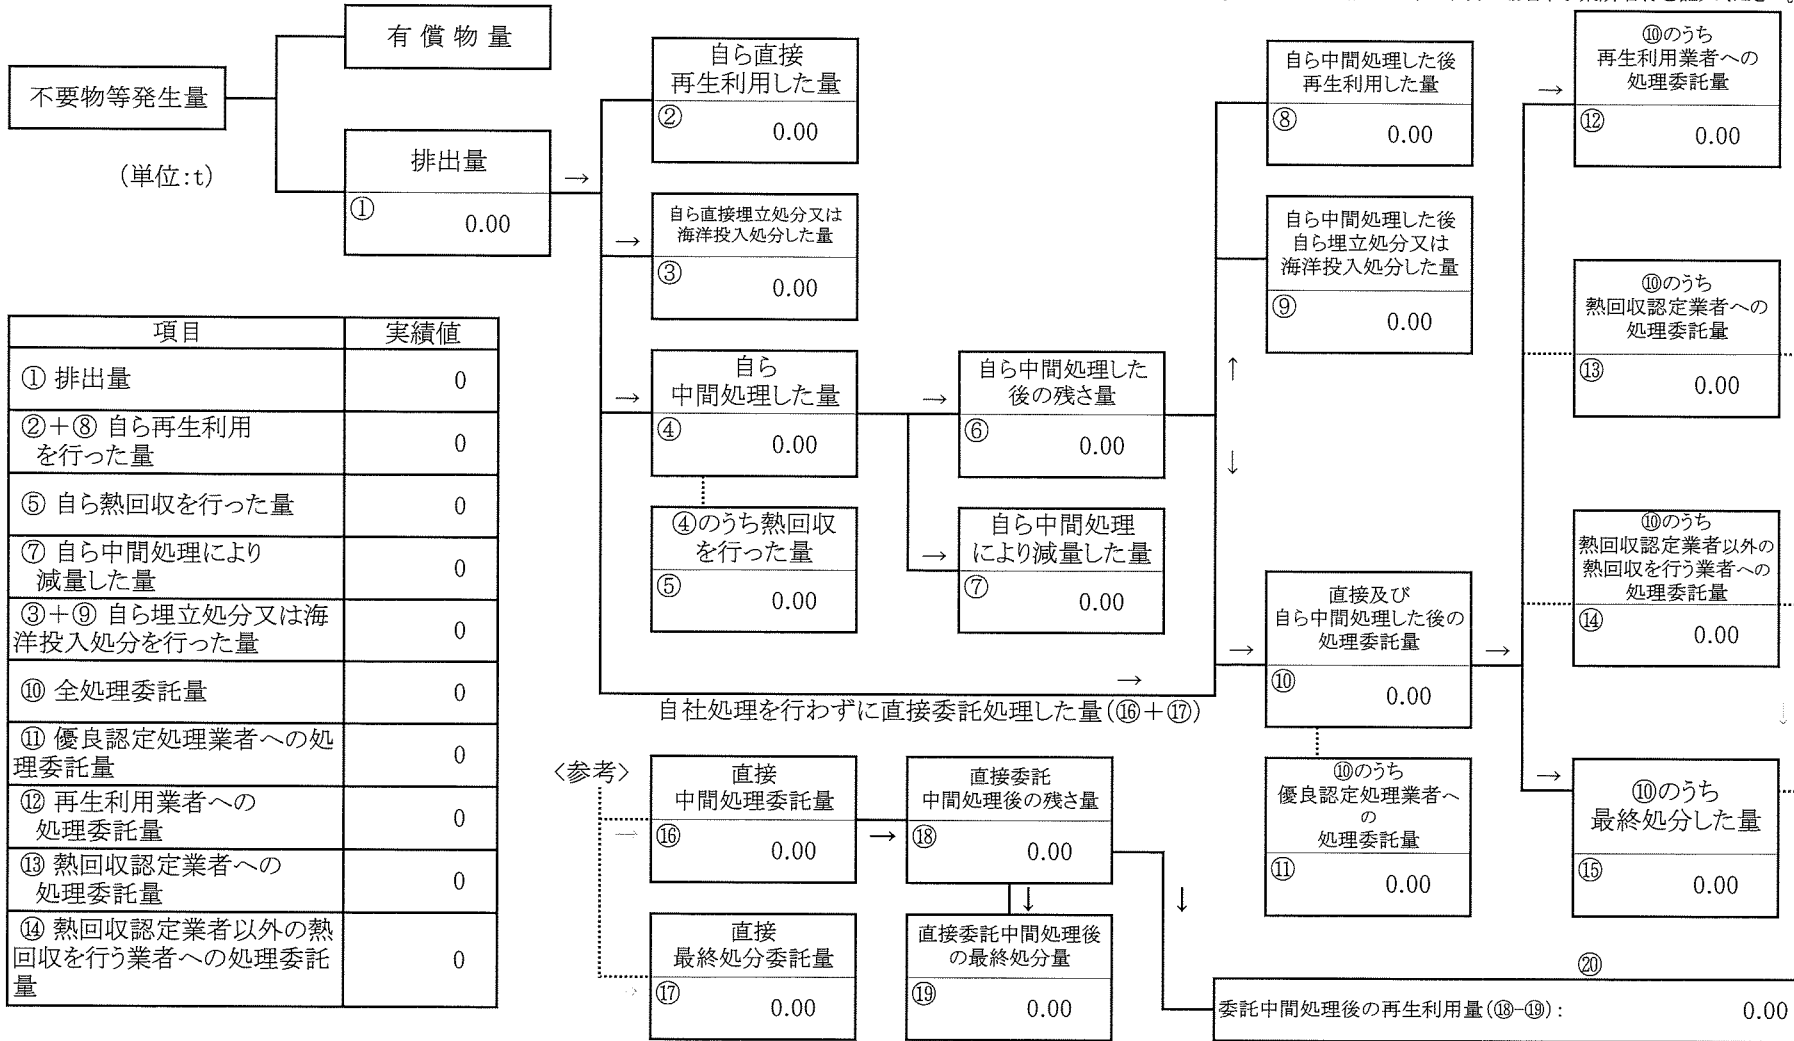 不要物等発生量
(単位:t)
有償物量
排出量
① 0.00
→
自ら直接
再生利用した量
② 0.00
→
自ら直接埋立処分又は
海洋投入処分した量
③ 0.00
→
自ら
中間処理した量
④ 0.00
④のうち熱回収
を行った量
⑤ 0.00
→
自ら中間処理した
後の残さ量
⑥ 0.00
→
自ら中間処理
により減量した量
⑦ 0.00
自ら中間処理した後
再生利用した量
⑧ 0.00
自ら中間処理した後
自ら埋立処分又は
海洋投入処分した量
⑨ 0.00
↑
↓
→
直接及び
自ら中間処理した後の
処理委託量
⑩ 0.00
→
⑩のうち
優良認定処理業者へ
の
処理委託量
⑪ 0.00
→
⑩のうち
再生利用業者への
処理委託量
⑫ 0.00
⑩のうち
熱回収認定業者への
処理委託量
⑬ 0.00
⑩のうち
熱回収認定業者以外の
熱回収を行う業者への
処理委託量
⑭ 0.00
↓
→
⑩のうち
最終処分した量
⑮ 0.00
→
自社処理を行わずに直接委託処理した量(⑯+⑰)
項目 実績値
① 排出量 0
②+⑧ 自ら再生利用
を行った量 0
⑤ 自ら熱回収を行った量 0
⑦ 自ら中間処理により
減量した量 0
③+⑨ 自ら埋立処分又は海
洋投入処分を行った量 0
⑩ 全処理委託量 0
⑪ 優良認定処理業者への処
理委託量 0
⑫ 再生利用業者への
処理委託量 0
⑬ 熱回収認定業者への
処理委託量 0
⑭ 熱回収認定業者以外の熱
回収を行う業者への処理委託
量 0
〈参考〉
→
直接
中間処理委託量
⑯ 0.00
→
直接委託
中間処理後の残さ量
⑱ 0.00
↓
↓
→
直接
最終処分委託量
⑰ 0.00
直接委託中間処理後
の最終処分量
⑲ 0.00
⑳
委託中間処理後の再生利用量(⑱-⑲): 0.00